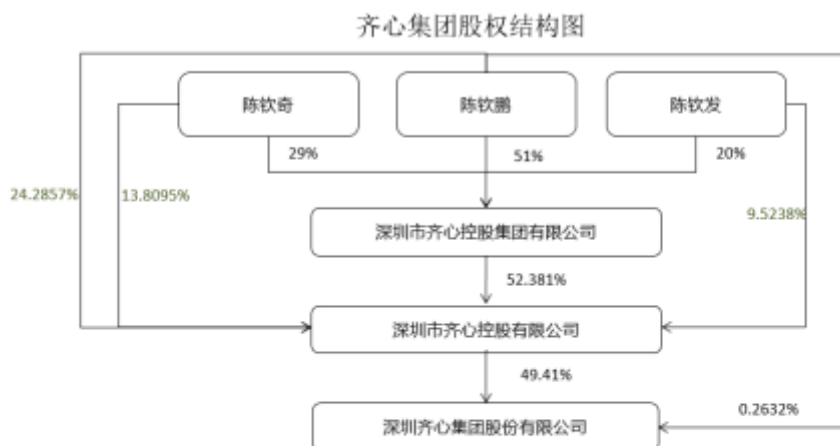 齐心集团股权结构图
陈钦奇
陈钦鹏
陈钦发
29%
51%
20%
24.2857%
13.8095%
9.5238%
深圳市齐心控股集团有限公司
52.381%
深圳市齐心控股有限公司
49.41%
0.2632%
深圳齐心集团股份有限公司